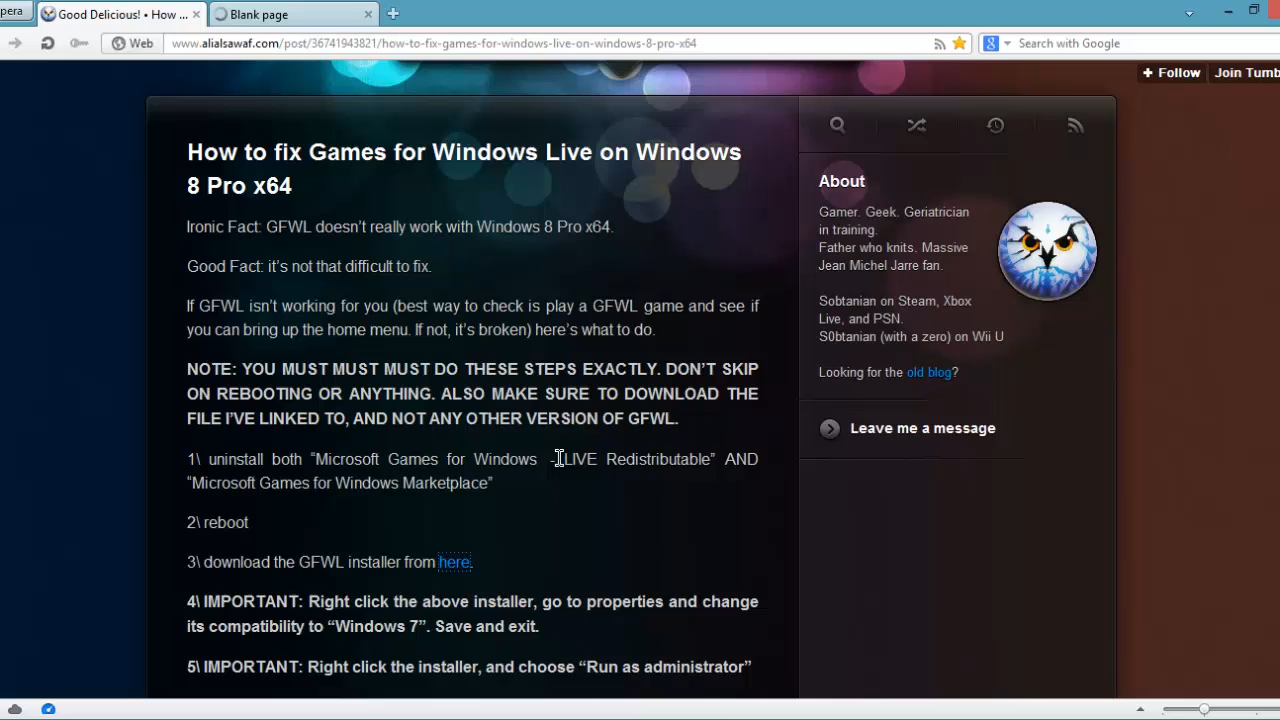 pera
Good Delicious! • How ...
Blank page
Web
www.alialsawaf.com/post/36741943821/how-to-fix-games-for-windows-live-on-windows-8-pro-x64
Search with Google
Follow
Join Tumb
How to fix Games for Windows Live on Windows
8 Pro x64
Ironic Fact: GFWL doesn’t really work with Windows 8 Pro x64.
Good Fact: it’s not that difficult to fix.
If GFWL isn’t working for you (best way to check is play a GFWL game and see if
you can bring up the home menu. If not, it’s broken) here’s what to do.
NOTE: YOU MUST MUST MUST DO THESE STEPS EXACTLY. DON’T SKIP
ON REBOOTING OR ANYTHING. ALSO MAKE SURE TO DOWNLOAD THE
FILE I’VE LINKED TO, AND NOT ANY OTHER VERSION OF GFWL.
1\ uninstall both “Microsoft Games for Windows - LIVE Redistributable” AND
“Microsoft Games for Windows Marketplace”
2\ reboot
3\ download the GFWL installer from here.
4\ IMPORTANT: Right click the above installer, go to properties and change
its compatibility to “Windows 7”. Save and exit.
5\ IMPORTANT: Right click the installer, and choose “Run as administrator”
About
Gamer. Geek. Geriatrician
in training.
Father who knits. Massive
Jean Michel Jarre fan.
Sobtanian on Steam, Xbox
Live, and PSN.
S0btanian (with a zero) on Wii U
Looking for the old blog?
Leave me a message